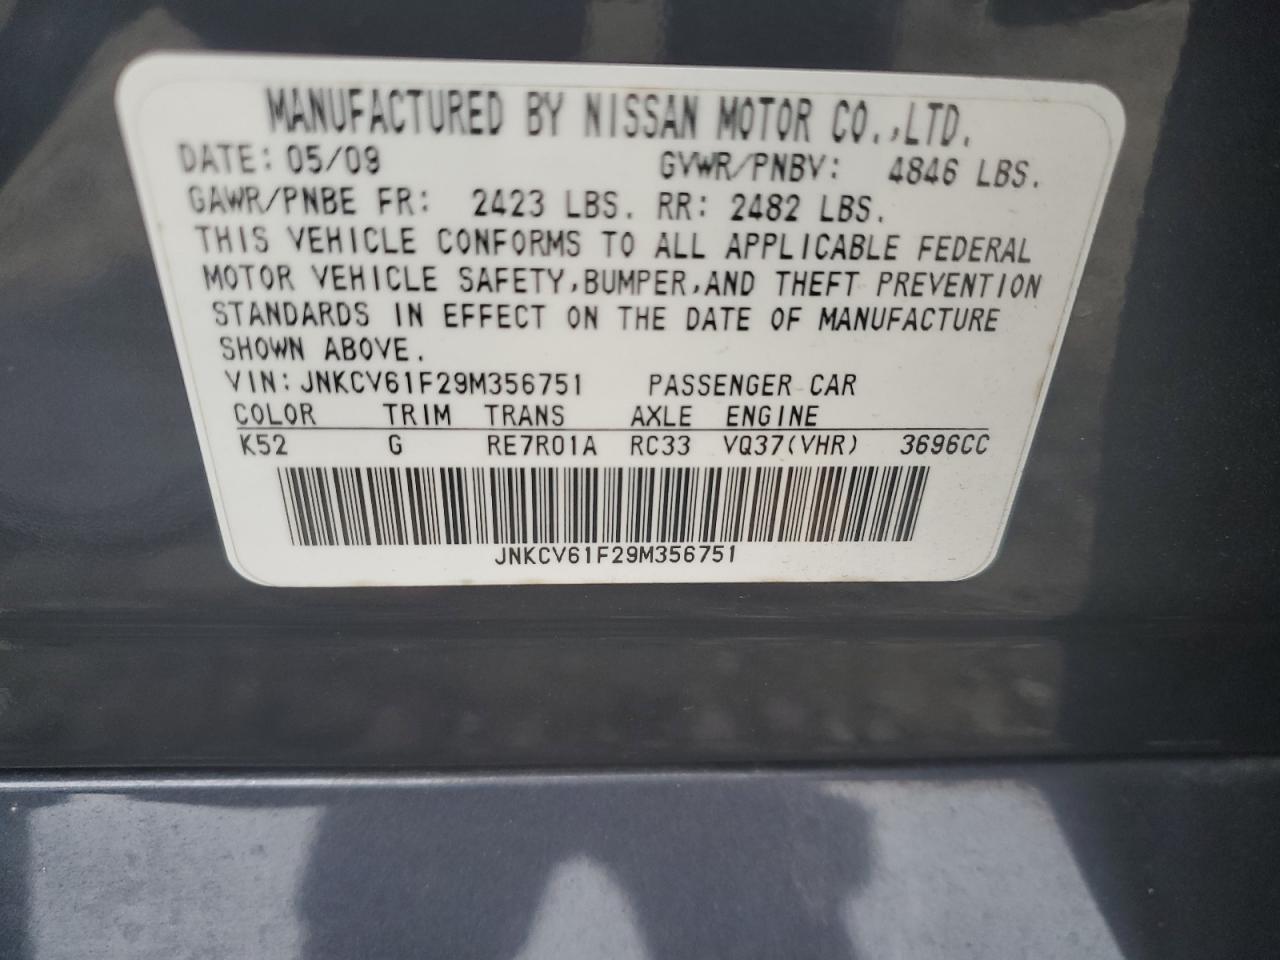 MANUFACTURED BY NISSAN MOTOR CO.,LTD.
DATE: 05/09 GVWR/PNBV: 4846 LBS.
GAWR/PNBE FR: 2423 LBS. RR: 2482 LBS.
THIS VEHICLE CONFORMS TO ALL APPLICABLE FEDERAL
MOTOR VEHICLE SAFETY,BUMPER,AND THEFT PREVENTION
STANDARDS IN EFFECT ON THE DATE OF MANUFACTURE
SHOWN ABOVE.
VIN:JNKCV61F29M356751 PASSENGER CAR
COLOR TRIM TRANS AXLE ENGINE
K52 G RE7R01A RC33 VQ37(VHR) 3696CC
JNKCV61F29M356751